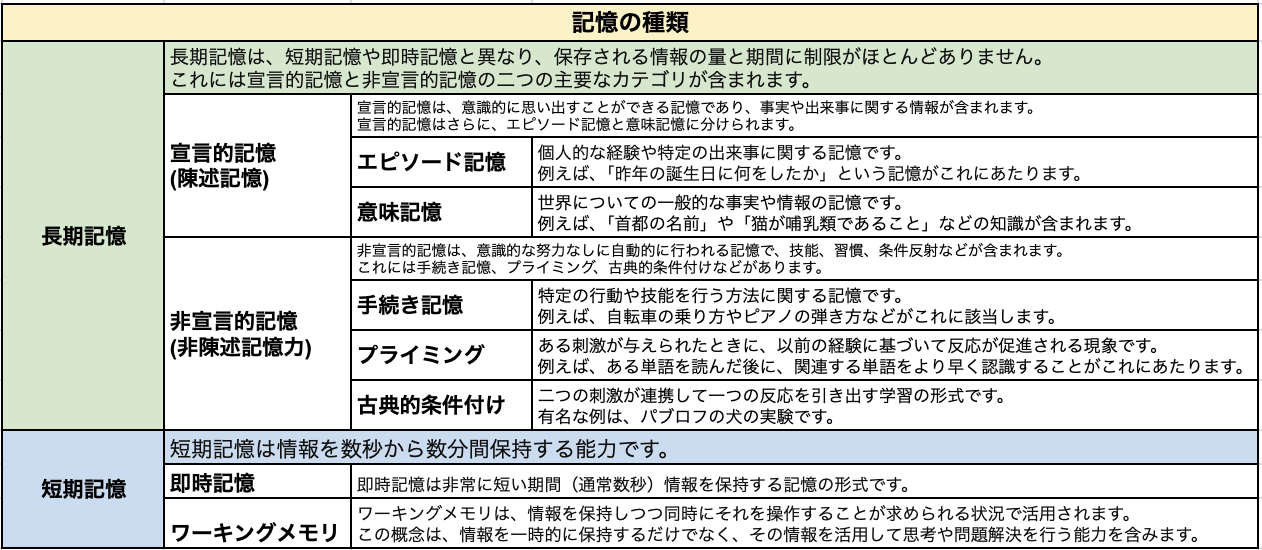 記憶の種類
長期記憶
長期記憶は、短期記憶や即時記憶と異なり、保存される情報の量と期間に制限がほとんどありません。
これには宣言的記憶と非宣言的記憶の二つの主要なカテゴリが含まれます。
宣言的記憶
(陳述記憶)
宣言的記憶は、意識的に思い出すことができる記憶であり、事実や出来事に関する情報が含まれます。
宣言的記憶はさらに、エピソード記憶と意味記憶に分けられます。
エピソード記憶
個人的な経験や特定の出来事に関する記憶です。
例えば、「昨年の誕生日に何をしたか」という記憶がこれにあたります。
意味記憶
世界についての一般的な事実や情報の記憶です。
例えば、「首都の名前」や「猫が哺乳類であること」などの知識が含まれます。
非宣言的記憶
(非陳述記憶力)
非宣言的記憶は、意識的な努力なしに自動的に行われる記憶で、技能、習慣、条件反射などが含まれます。
これには手続き記憶、プライミング、古典的条件付けなどがあります。
手続き記憶
特定の行動や技能を行う方法に関する記憶です。
例えば、自転車の乗り方やピアノの弾き方などがこれに該当します。
プライミング
ある刺激が与えられたときに、以前の経験に基づいて反応が促進される現象です。
例えば、ある単語を読んだ後に、関連する単語をより早く認識することがこれにあたります。
古典的条件付け
二つの刺激が連携して一つの反応を引き出す学習の形式です。
有名な例は、パブロフの犬の実験です。
短期記憶
短期記憶は情報を数秒から数分間保持する能力です。
即時記憶
即時記憶は非常に短い期間（通常数秒）情報を保持する記憶の形式です。
ワーキングメモリ
ワーキングメモリは、情報を保持しつつ同時にそれを操作することが求められる状況で活用されます。
この概念は、情報を一時的に保持するだけでなく、その情報を活用して思考や問題解決を行う能力を含みます。